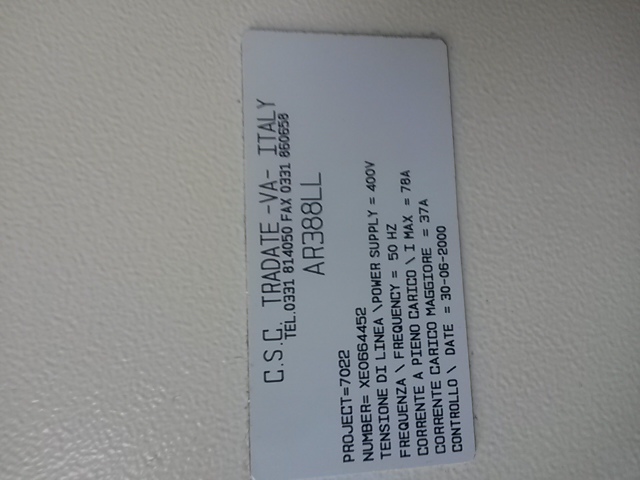 C.S.C. TRADATE -VA- ITALY
TEL.0331 814050 FAX 0331 860658
AR388LL
PROJECT=7022
NUMBER= XE0664452
TENSIONE DI LINEA \POWER SUPPLY = 400V
FREQUENZA \ FREQUENCY = 50 HZ
CORRENTE A PIENO CARICO \ I MAX = 78A
CORRENTE CARICO MAGGIORE = 37A
CONTROLLO \ DATE = 30-06-2000